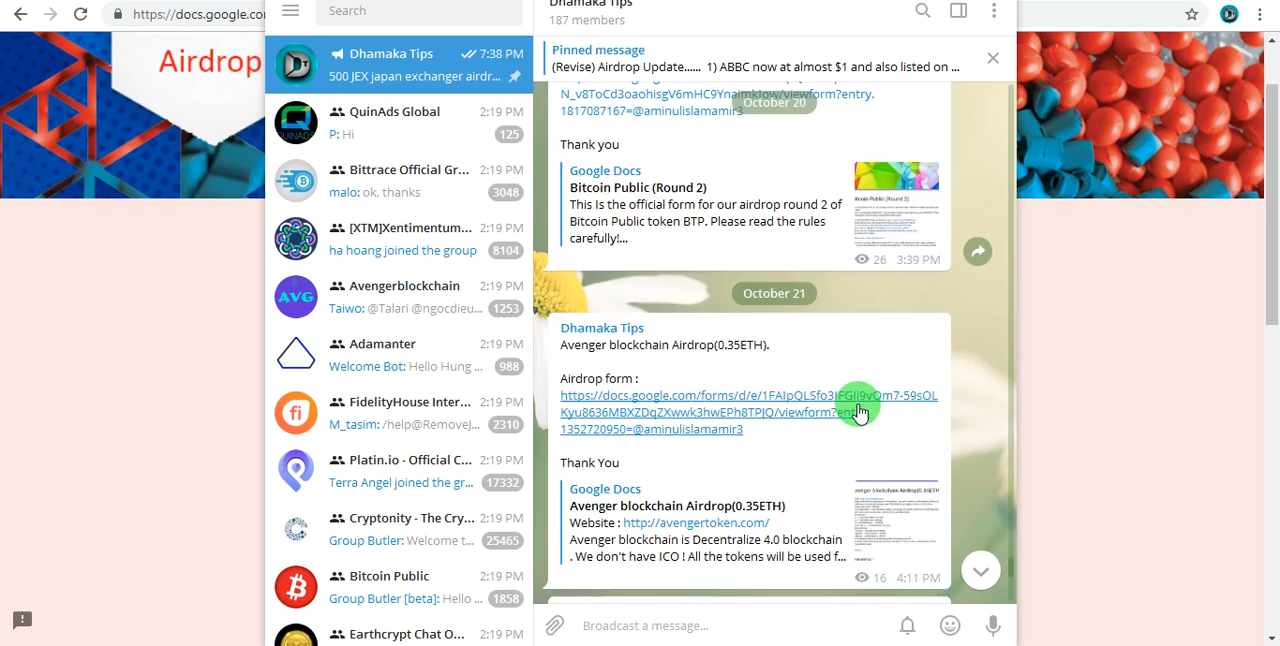 https://docs.google.co
Airdrop
Search
Dhamaka Tips
7:38 PM
500 JEX japan exchanger airdr...
QuinAds Global
2:19 PM
P: Hi
125
Bittrace Official Gr...
2:19 PM
malo: ok, thanks
3048
[XTM]Xentimentum...
2:19 PM
ha hoang joined the group
8104
Avengerblockchain
2:19 PM
Taiwo: @Talari @ngocdieu...
1253
Adamanter
2:19 PM
Welcome Bot: Hello Hung ...
988
FidelityHouse Inter...
2:19 PM
M_tasim: /help@RemoveJ...
2310
Platin.io - Official C...
2:19 PM
Terra Angel joined the gr...
17332
Cryptonity - The Cry...
2:19 PM
Group Butler: Welcome t...
25465
Bitcoin Public
2:19 PM
Group Butler [beta]: Hello ...
1858
Earthcrypt Chat O...
2:19 PM
Dhamaka Tips
187 members
Pinned message
(Revise) Airdrop Update...... 1) ABBC now at almost $1 and also listed on ...
October 20
1817087167=@aminulislamamir3
Thank you
Google Docs
Bitcoin Public (Round 2)
This is the official form for our airdrop round 2 of
Bitcoin Public token BTP. Please read the rules
carefully!...
Bitcoin Public (Round 2)
26 3:39 PM
October 21
Dhamaka Tips
Avenger blockchain Airdrop(0.35ETH).
Airdrop form :
Kyu8636MBXZDqZXwwk3hwEPh8TPJQ/viewform?
1352720950=@aminulislamamir3
Thank You
Google Docs
Avenger blockchain Airdrop(0.35ETH)
Website : http://avengertoken.com/
Avenger blockchain is Decentralize 4.0 blockchain
. We don't have ICO ! All the tokens will be used f...
16 4:11 PM
Broadcast a message...